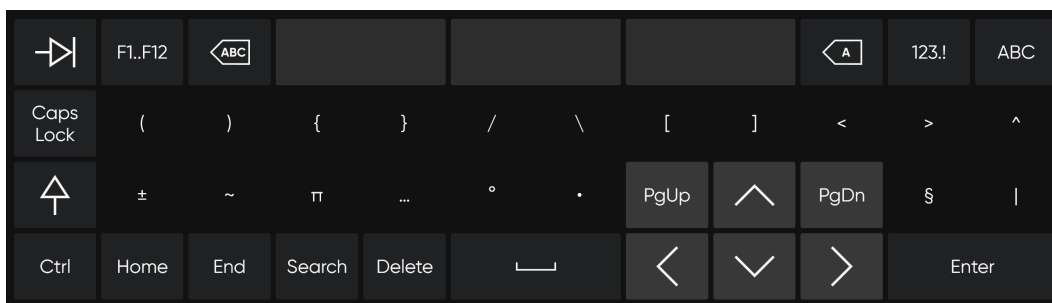 F1..F12 ABC A 123.! ABC
Caps Lock ( ) { } / \ [ ] < > ^
± ~ π ... ° • PgUp PgDn § |
Ctrl Home End Search Delete Enter